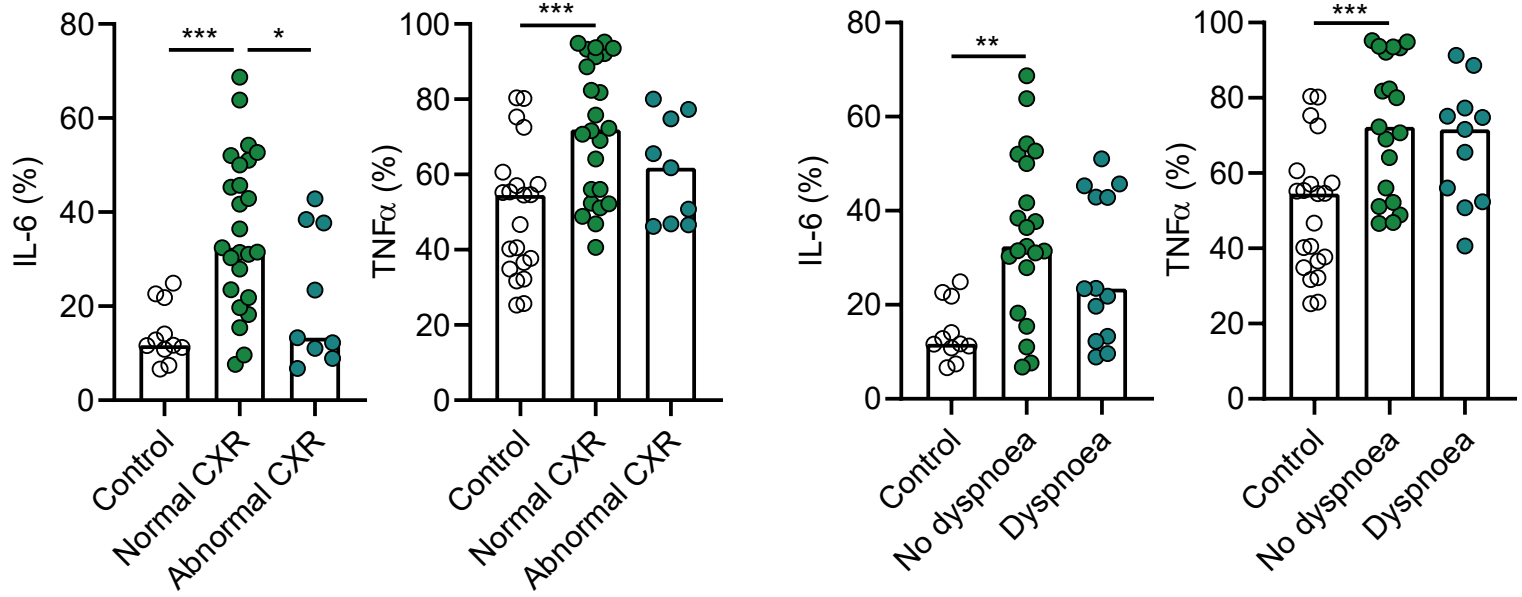 IL-6 (%)
80
60
40
20
0
***
*
Control
Normal CXR
Abnormal CXR
TNFα (%)
100
80
60
40
20
0
***
Control
Normal CXR
Abnormal CXR
IL-6 (%)
80
60
40
20
0
**
Control
No dyspnoea
Dyspnoea
TNFα (%)
100
80
60
40
20
0
***
Control
No dyspnoea
Dyspnoea